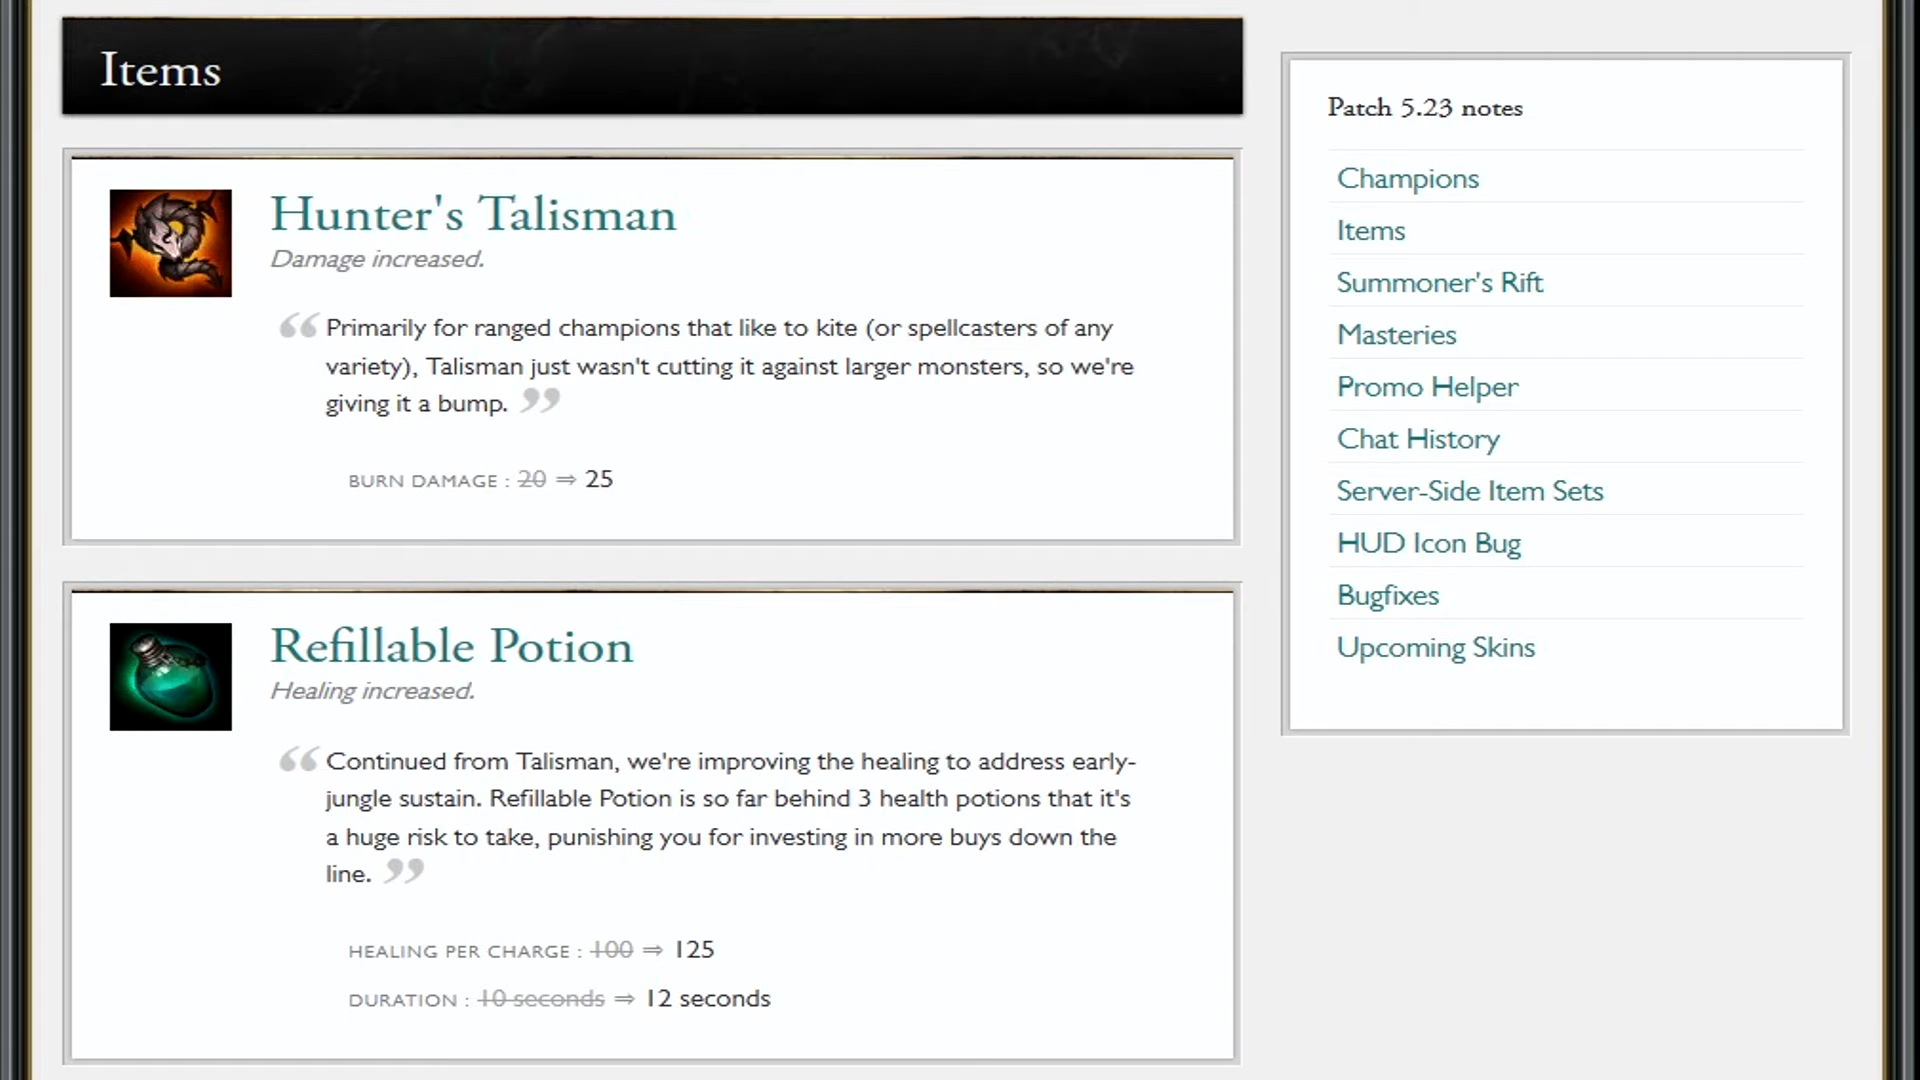 Items
Hunter's Talisman
Damage increased.
“ Primarily for ranged champions that like to kite (or spellcasters of any
variety), Talisman just wasn't cutting it against larger monsters, so we're
giving it a bump. ”
BURN DAMAGE : 20 ⇒ 25
Refillable Potion
Healing increased.
“ Continued from Talisman, we're improving the healing to address early-
jungle sustain. Refillable Potion is so far behind 3 health potions that it's
a huge risk to take, punishing you for investing in more buys down the
line. ”
HEALING PER CHARGE : 100 ⇒ 125
DURATION : 10 seconds ⇒ 12 seconds
Patch 5.23 notes
Champions
Items
Summoner's Rift
Masteries
Promo Helper
Chat History
Server-Side Item Sets
HUD Icon Bug
Bugfixes
Upcoming Skins